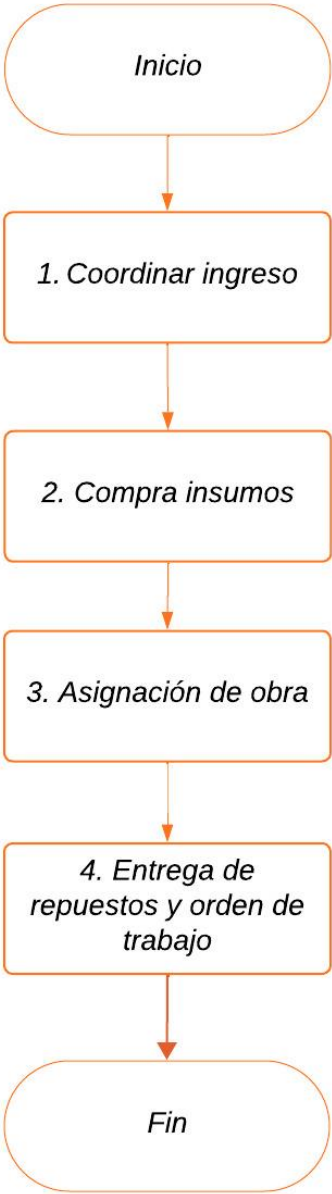 Inicio
1. Coordinar ingreso
2. Compra insumos
3. Asignación de obra
4. Entrega de
repuestos y orden de
trabajo
Fin